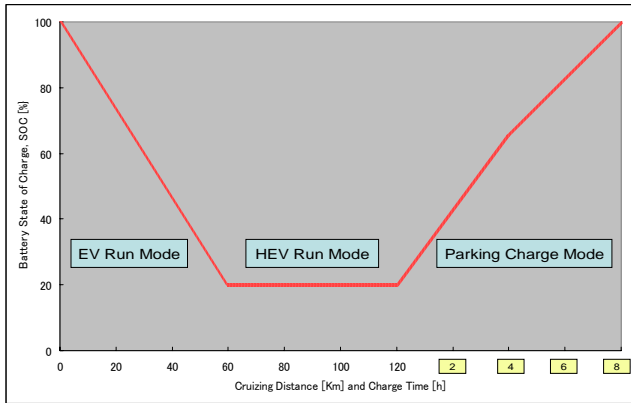 100
80
60
40
20
0
Battery State of Charge, SOC [%]
EV Run Mode
HEV Run Mode
Parking Charge Mode
0 20 40 60 80 100 120 2 4 6 8
Cruizing Distance [Km] and Charge Time [h]